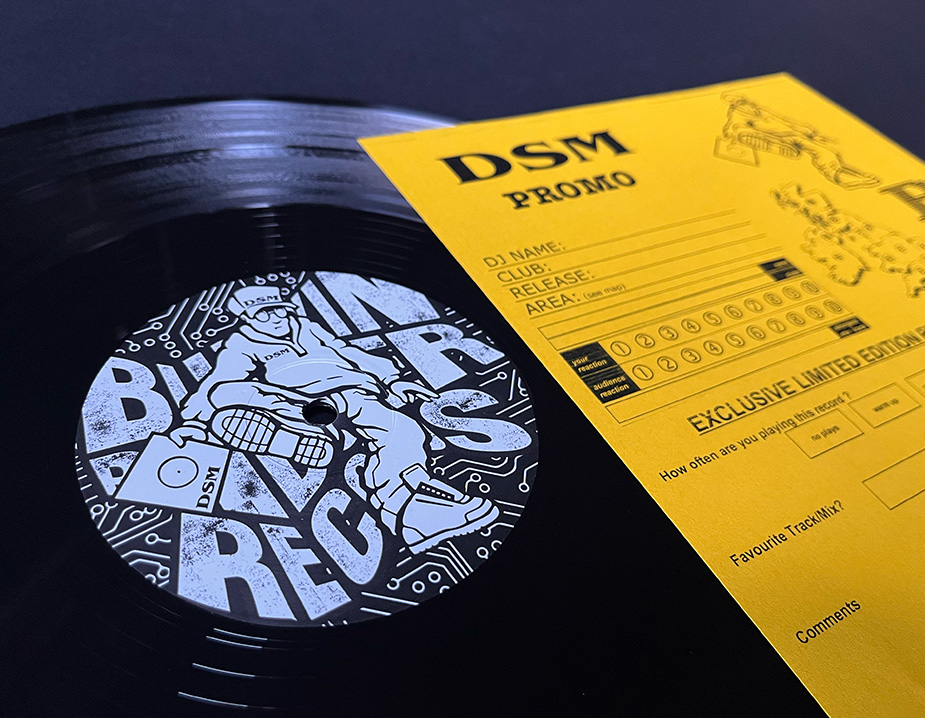 DSM
DSM
DSM
REC
DSM
PROMO
DJ NAME:
CLUB:
RELEASE:
AREA: (see map)
your reaction ① ② ③ ④ ⑤ ⑥ ⑦ ⑧ ⑨ ⑩
audience reaction ① ② ③ ④ ⑤ ⑥ ⑦ ⑧ ⑨ ⑩
EXCLUSIVE LIMITED EDITION
How often are you playing this record ?
no plays
warm up
Favourite Track/Mix?
Comments